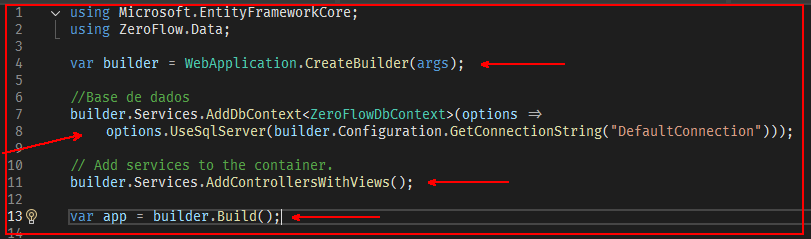 1 using Microsoft.EntityFrameworkCore;
2 using ZeroFlow.Data;
3
4 var builder = WebApplication.CreateBuilder(args);
5
6 //Base de dados
7 builder.Services.AddDbContext<ZeroFlowDbContext>(options =>
8 options.UseSqlServer(builder.Configuration.GetConnectionString("DefaultConnection")));
9
10 // Add services to the container.
11 builder.Services.AddControllersWithViews();
12
13 var app = builder.Build();
14